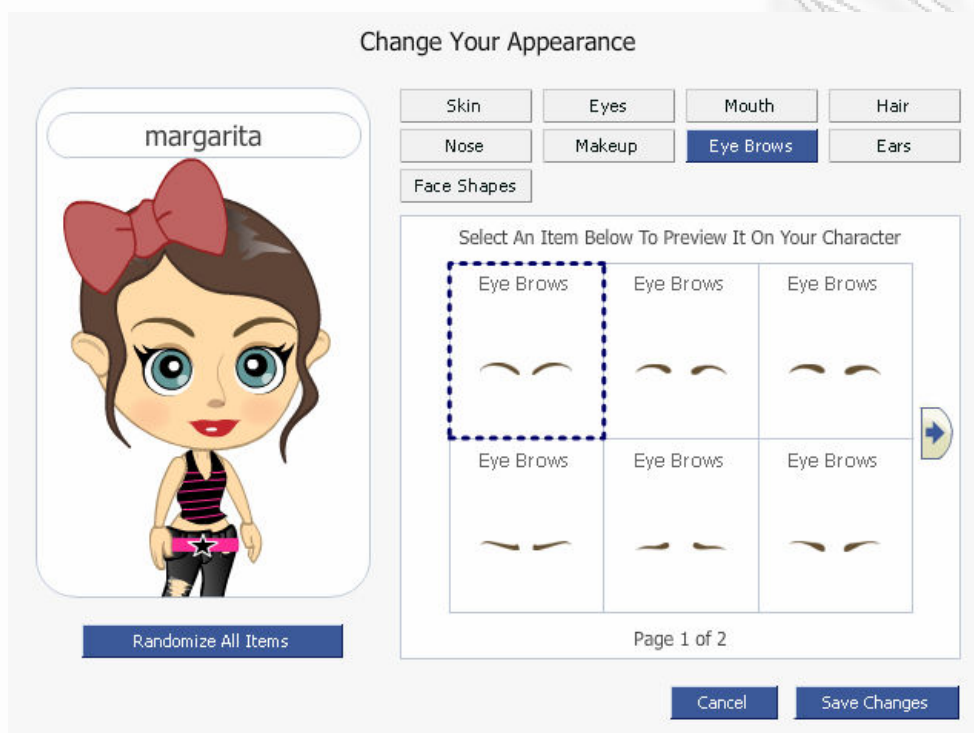 Change Your Appearance
margarita
Skin Eyes Mouth Hair
Nose Makeup Eye Brows Ears
Face Shapes
Select An Item Below To Preview It On Your Character
Eye Brows Eye Brows Eye Brows
Eye Brows Eye Brows Eye Brows
Page 1 of 2
Randomize All Items
Cancel Save Changes